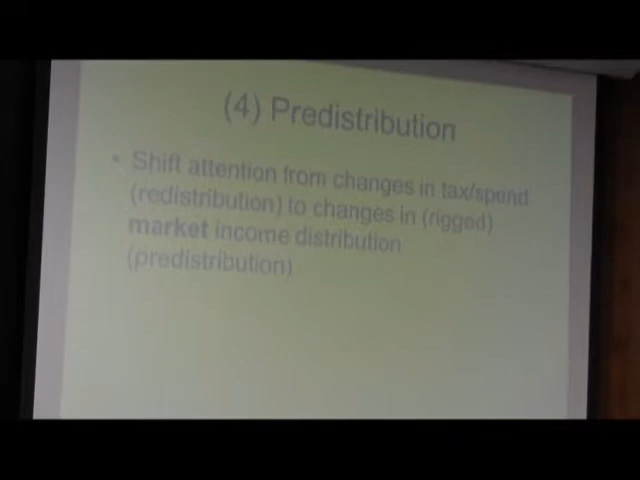 (4) Predistribution
• Shift attention from changes in tax/spend
(redistribution) to changes in (rigged)
market income distribution
(predistribution)